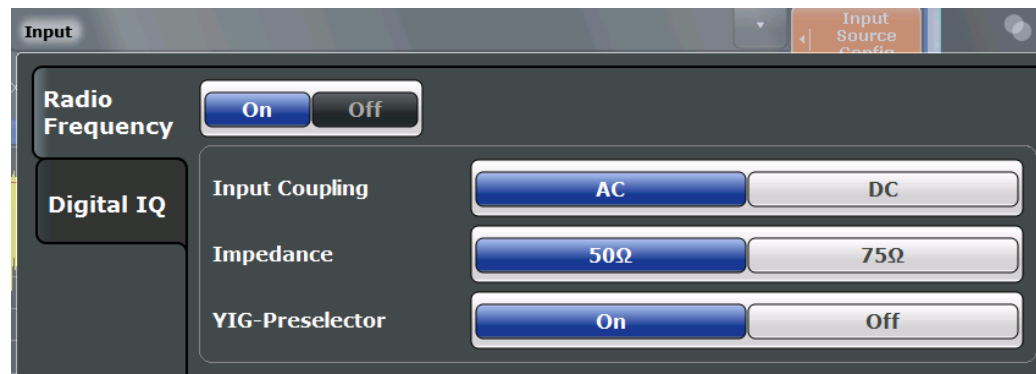 Input
Input
Source
Config
Radio
Frequency
On Off
Digital IQ
Input Coupling AC DC
Impedance 50Ω 75Ω
YIG-Preselector On Off